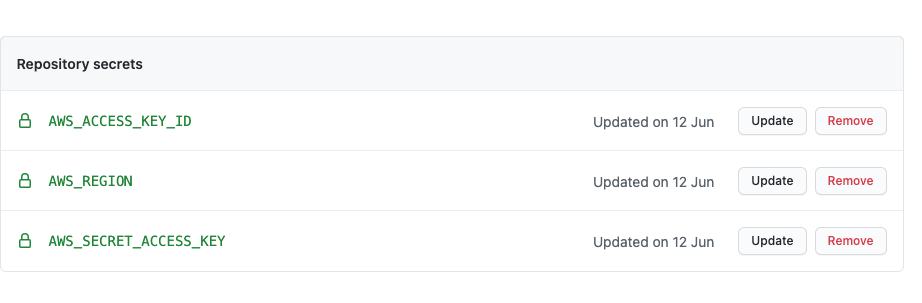 Repository secrets
AWS_ACCESS_KEY_ID Updated on 12 Jun Update Remove
AWS_REGION Updated on 12 Jun Update Remove
AWS_SECRET_ACCESS_KEY Updated on 12 Jun Update Remove